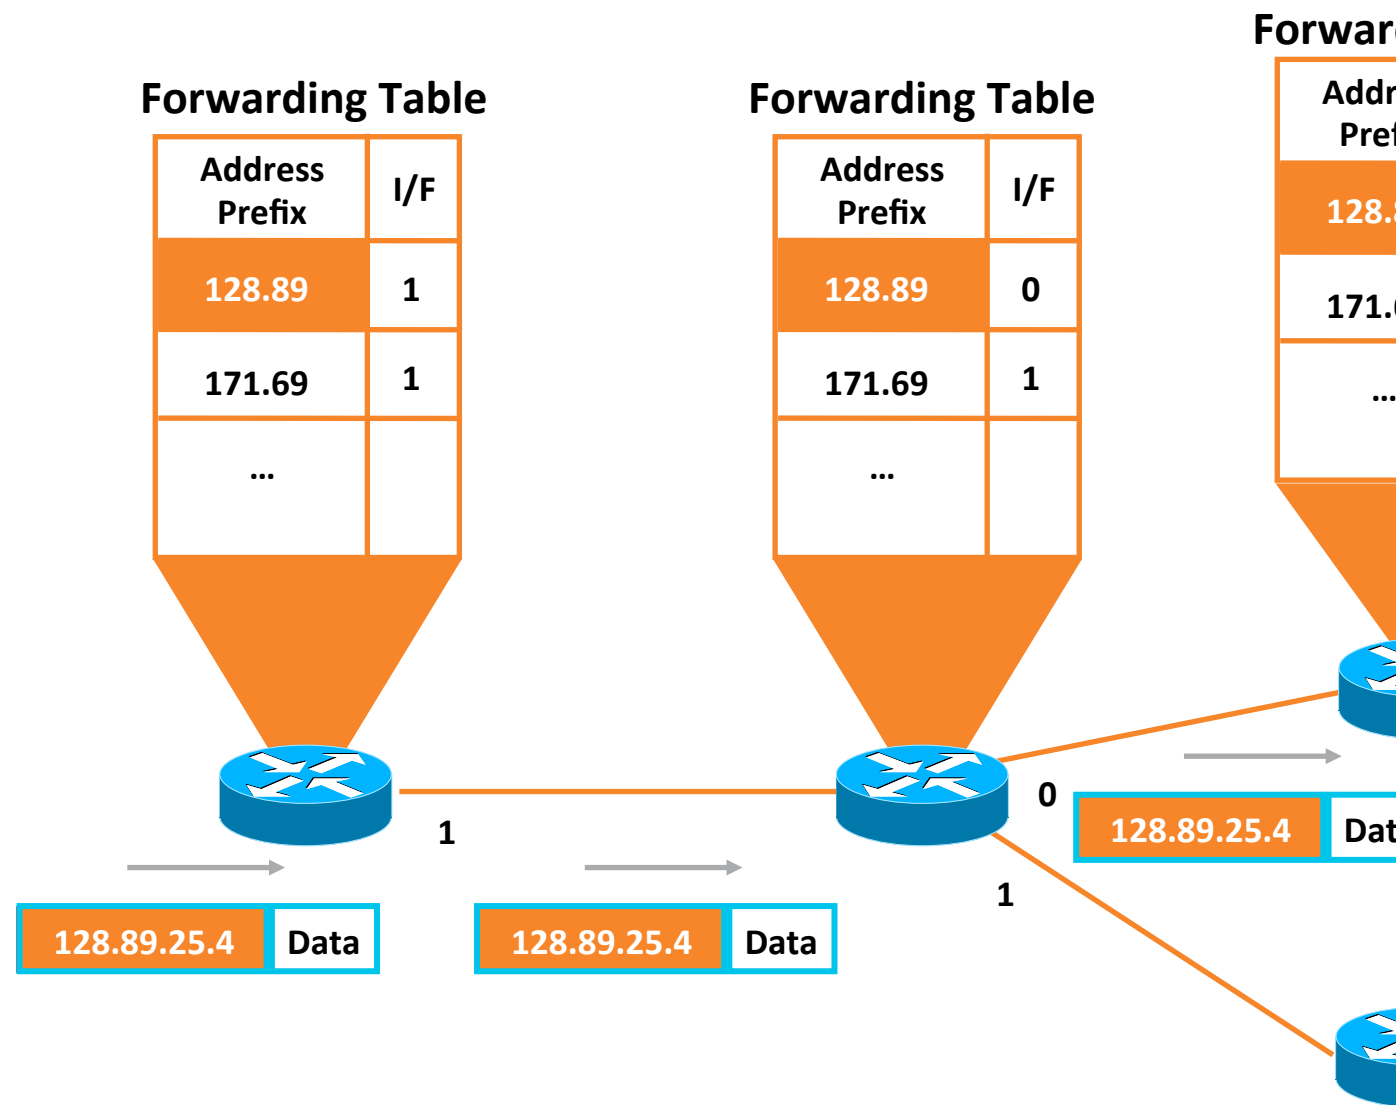 Forwarding Table
Address
Prefix
I/F
128.89
1
171.69
1
...
Forwarding Table
Address
Prefix
I/F
128.89
0
171.69
1
...
...
1
0
1
128.89.25.4 Data
128.89.25.4 Data
128.89.25.4